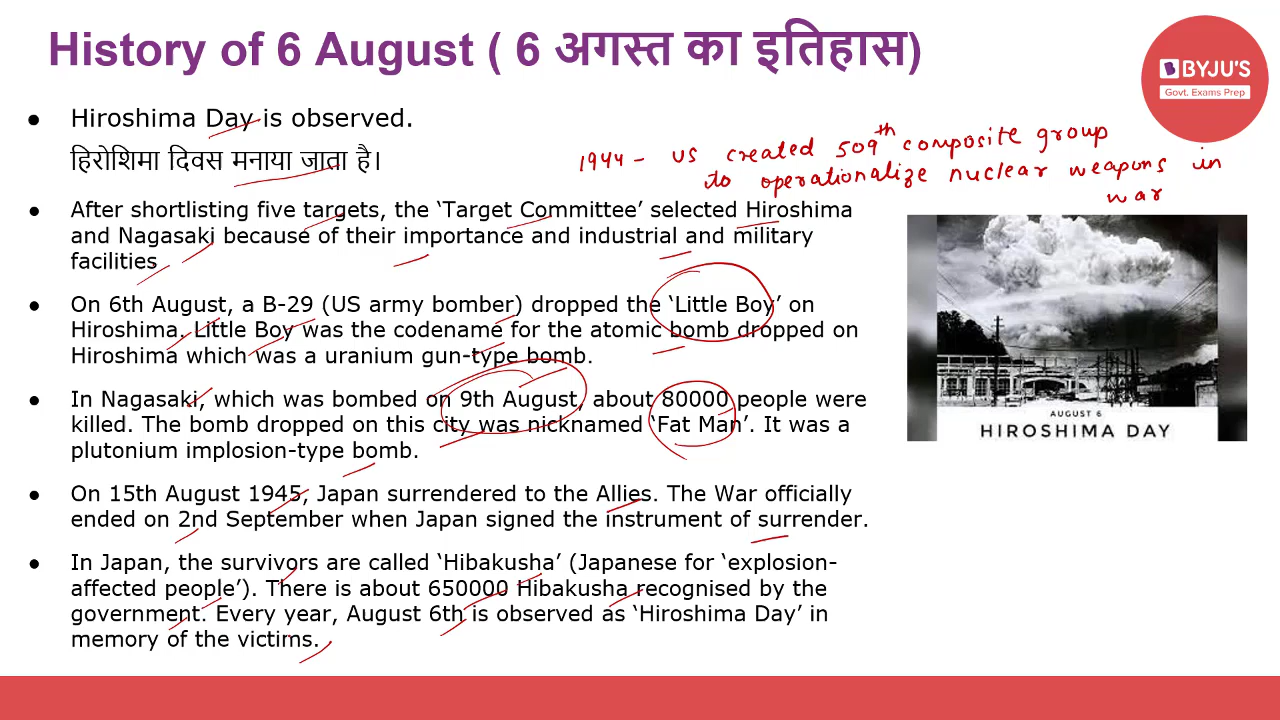 History of 6 August ( 6 अगस्त का इतिहास)
BYJU'S
Govt. Exams Prep
● Hiroshima Day is observed.
हिरोशिमा दिवस मनाया जाता है।
1944 - US created 509th composite group
to operationalize nuclear weapons in
war
● After shortlisting five targets, the ‘Target Committee’ selected Hiroshima
and Nagasaki because of their importance and industrial and military
facilities
● On 6th August, a B-29 (US army bomber) dropped the ‘Little Boy’ on
Hiroshima. Little Boy was the codename for the atomic bomb dropped on
Hiroshima which was a uranium gun-type bomb.
● In Nagasaki, which was bombed on 9th August, about 80000 people were
killed. The bomb dropped on this city was nicknamed ‘Fat Man’. It was a
plutonium implosion-type bomb.
● On 15th August 1945, Japan surrendered to the Allies. The War officially
ended on 2nd September when Japan signed the instrument of surrender.
● In Japan, the survivors are called ‘Hibakusha’ (Japanese for ‘explosion-
affected people’). There is about 650000 Hibakusha recognised by the
government. Every year, August 6th is observed as ‘Hiroshima Day’ in
memory of the victims.
AUGUST 6
HIROSHIMA DAY